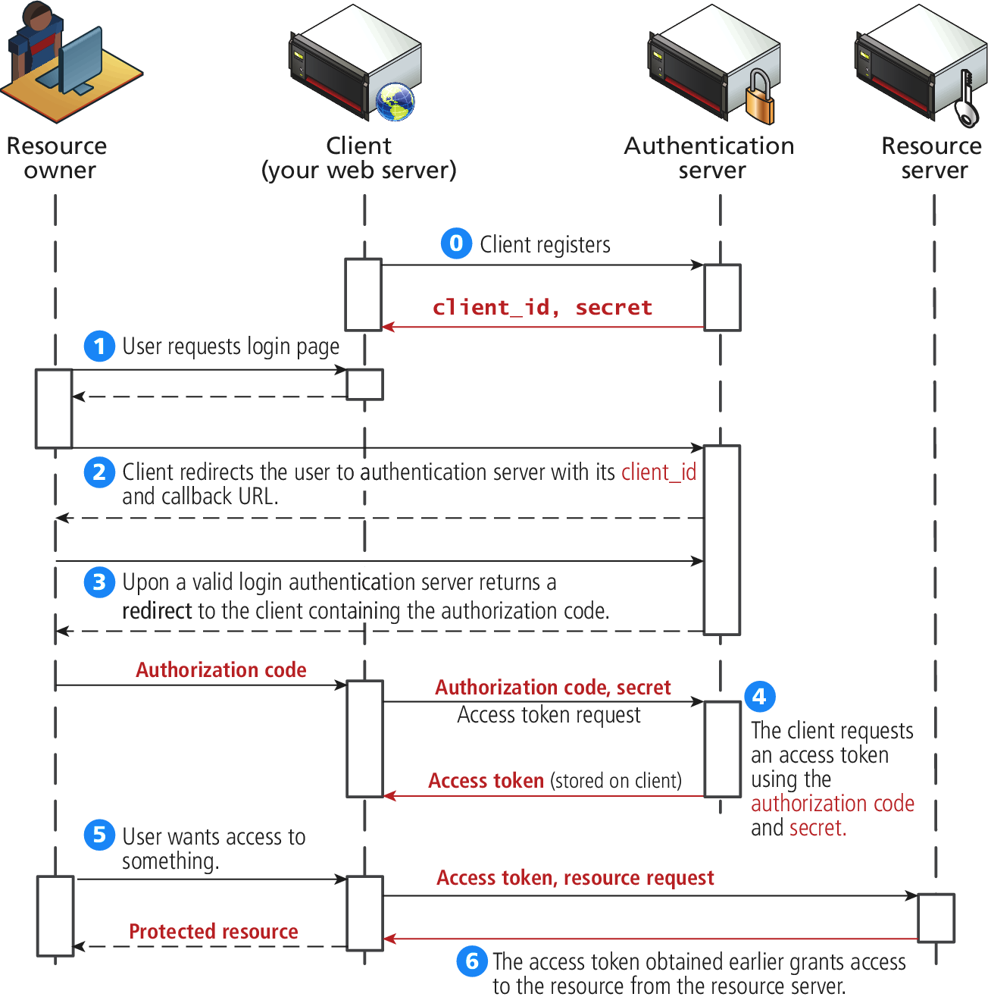 Resource
owner
Client
(your web server)
Authentication
server
Resource
server
0 Client registers
client_id, secret
1 User requests login page
2 Client redirects the user to authentication server with its client_id
and callback URL.
3 Upon a valid login authentication server returns a
redirect to the client containing the authorization code.
Authorization code
Authorization code, secret
Access token request
4
The client requests
an access token
using the
authorization code
and secret.
Access token (stored on client)
5 User wants access to
something.
Access token, resource request
Protected resource
6 The access token obtained earlier grants access
to the resource from the resource server.